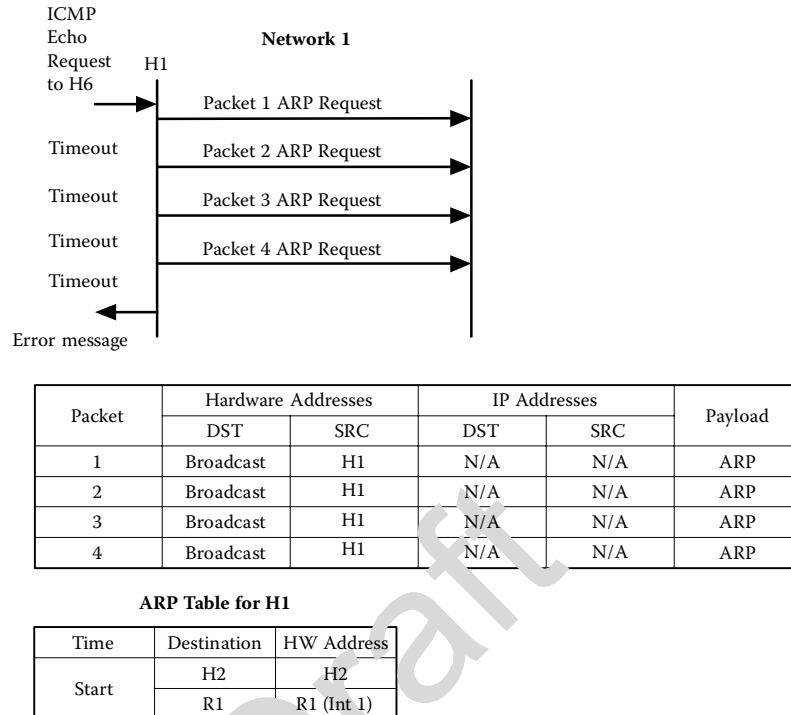 ICMP
Echo
Request
to H6
H1
Network 1
Packet 1 ARP Request
Timeout
Packet 2 ARP Request
Timeout
Packet 3 ARP Request
Timeout
Packet 4 ARP Request
Timeout
Error message
Packet Hardware Addresses IP Addresses Payload
DST SRC DST SRC
1 Broadcast H1 N/A N/A ARP
2 Broadcast H1 N/A N/A ARP
3 Broadcast H1 N/A N/A ARP
4 Broadcast H1 N/A N/A ARP
ARP Table for H1
Time Destination HW Address
Start H2 H2
R1 R1 (Int 1)